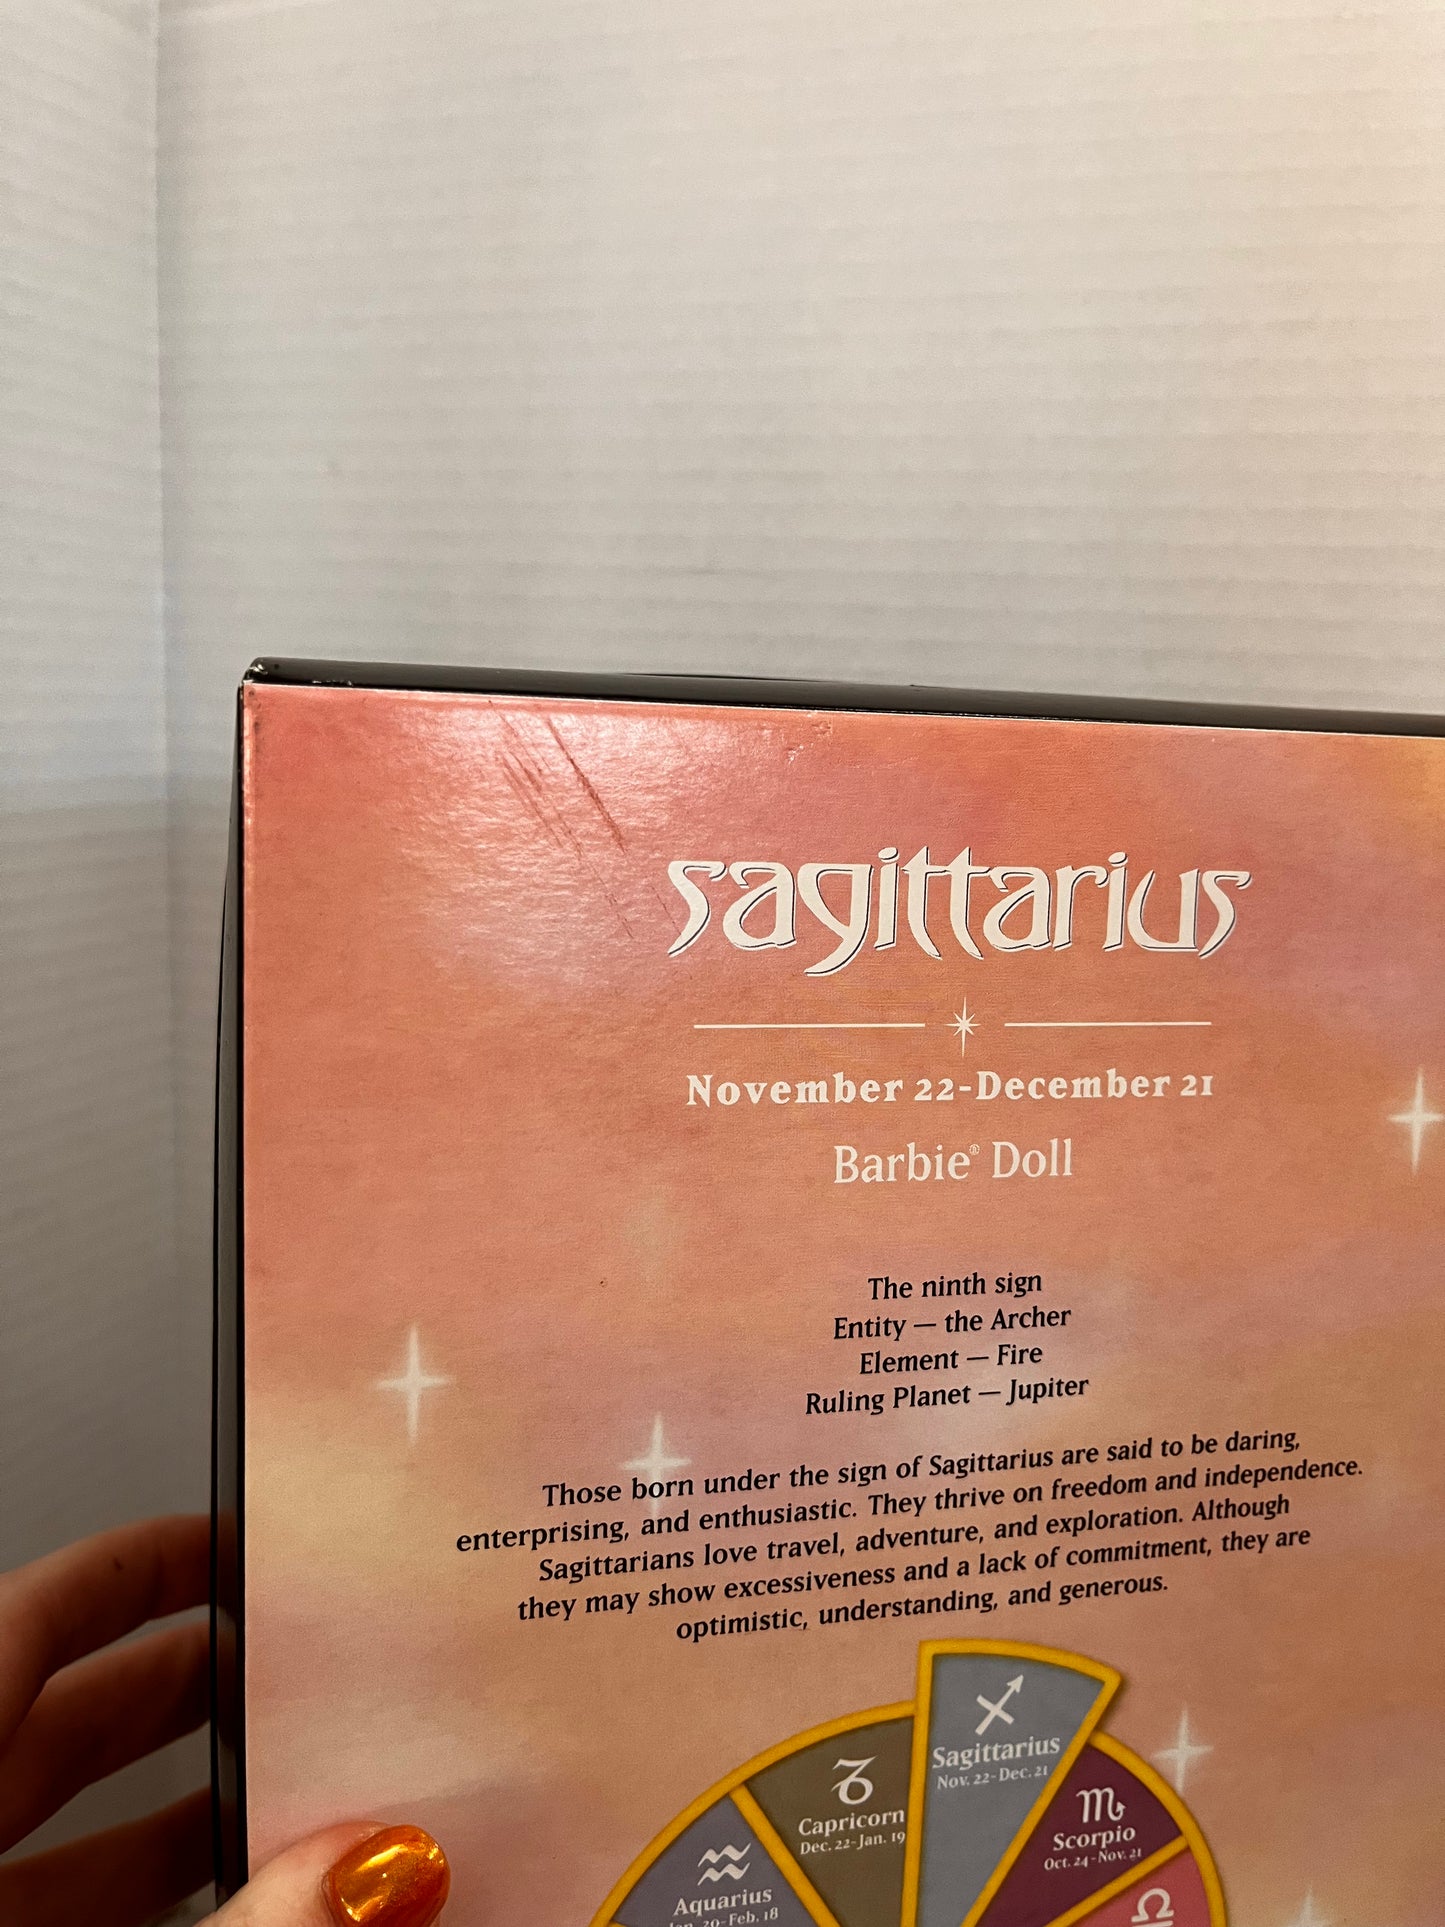 sagittarius
November 22-December 21
Barbie® Doll
The ninth sign
Entity — the Archer
Element — Fire
Ruling Planet — Jupiter
Those born under the sign of Sagittarius are said to be daring,
enterprising, and enthusiastic. They thrive on freedom and independence.
Sagittarians love travel, adventure, and exploration. Although
they may show excessiveness and a lack of commitment, they are
optimistic, understanding, and generous.
Sagittarius
Nov. 22-Dec. 21
Capricorn
Dec. 22-Jan. 19
Scorpio
Oct. 24-Nov. 21
Aquarius
Jan. 20-Feb. 18